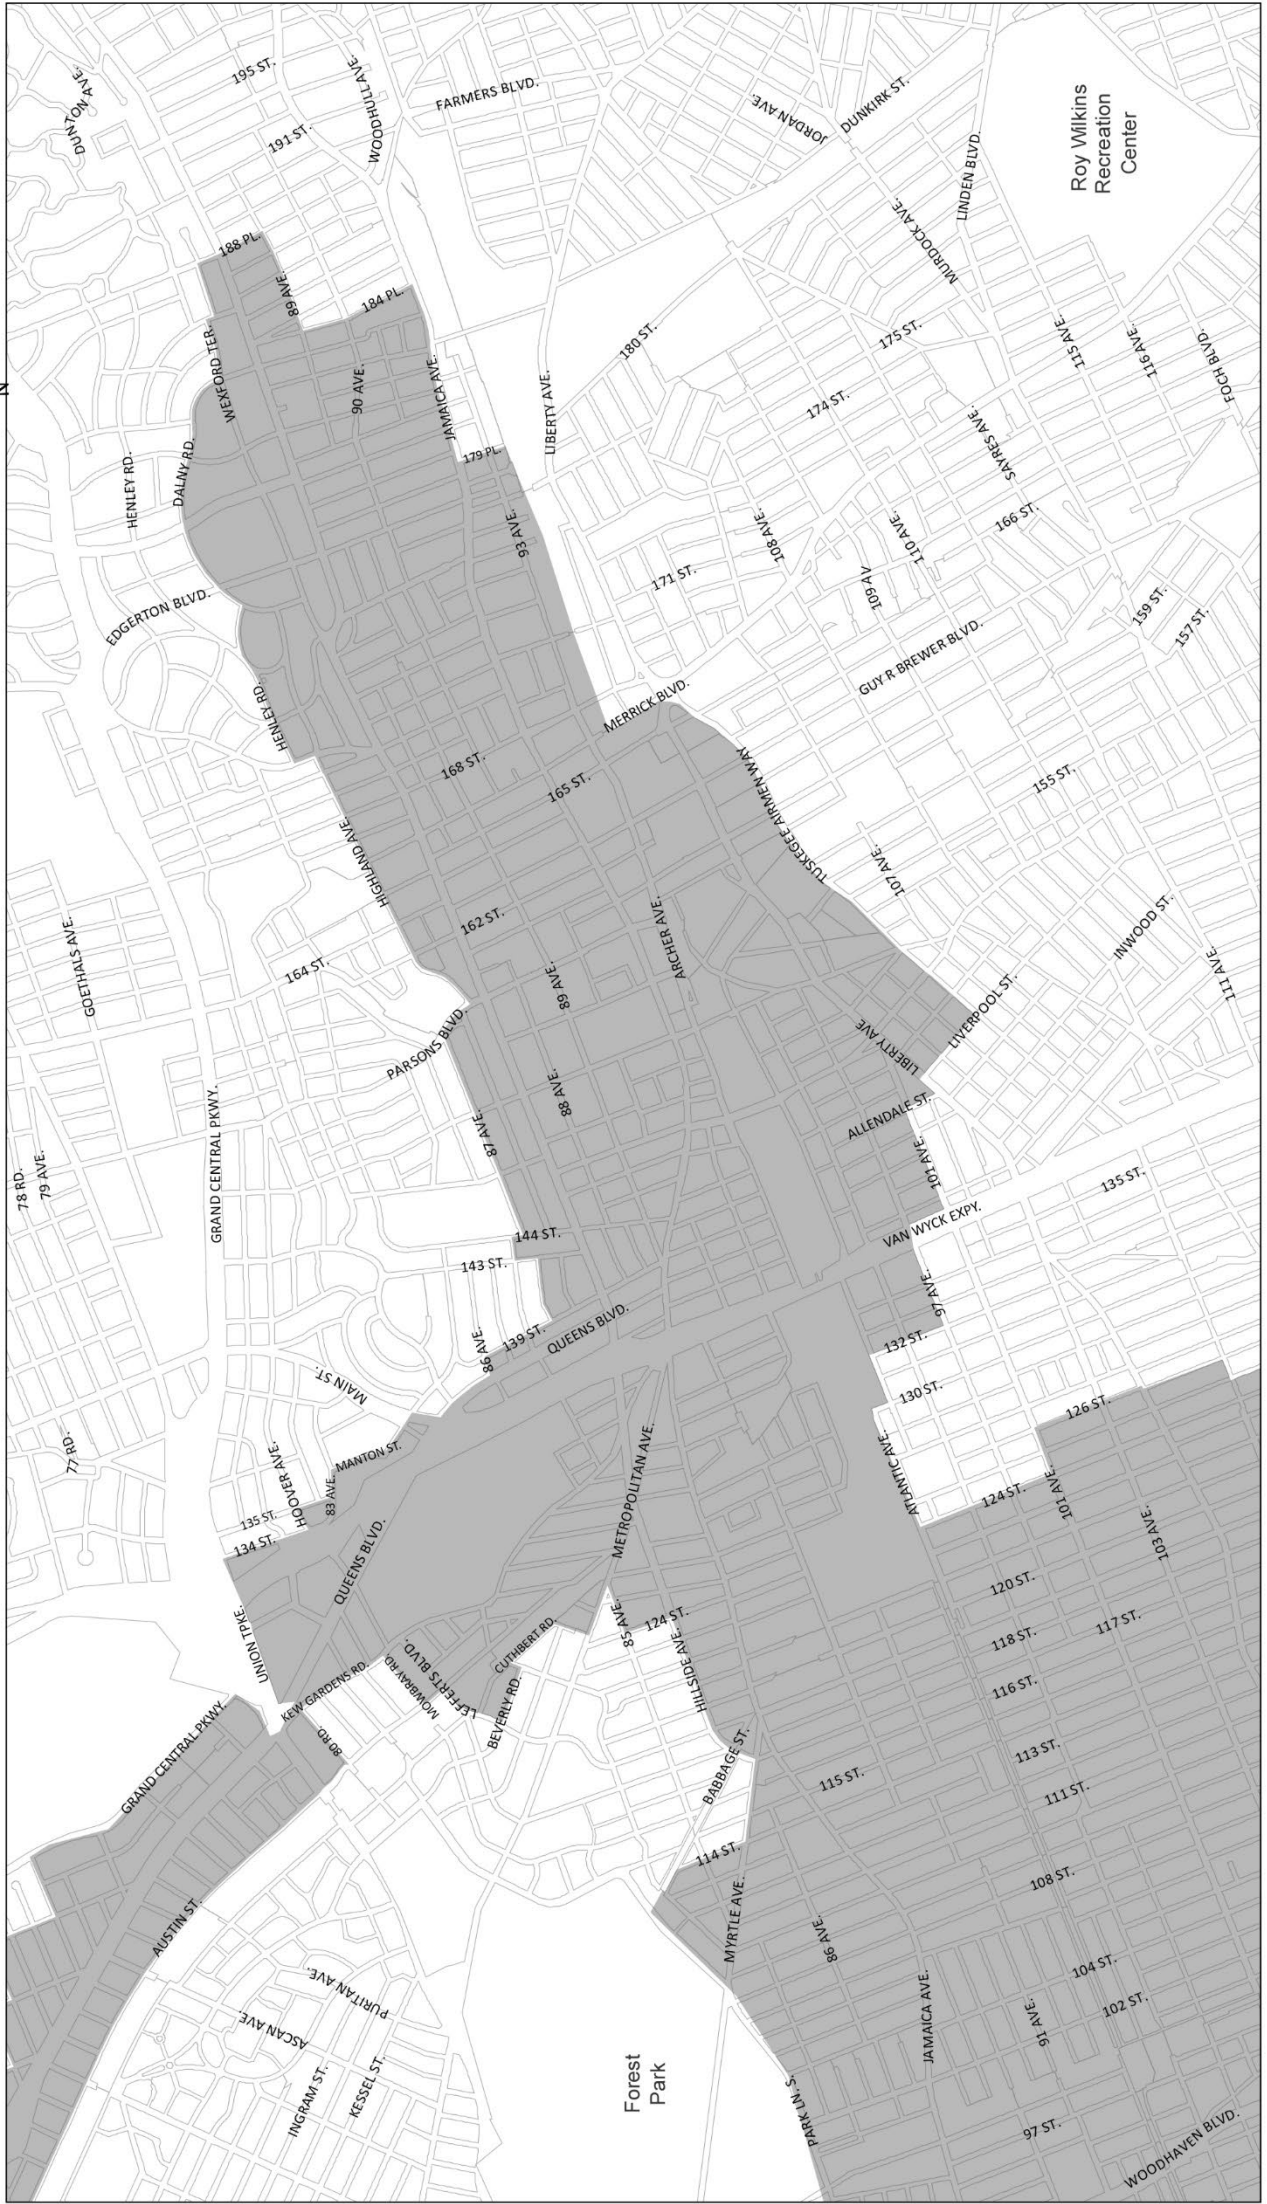 N
DUNTON AVE.
195 ST.
WOODHULL AVE.
191 ST.
FARMERS BLVD.
JORDAN AVE.
DUNKIRK ST.
Roy Wilkins
Recreation
Center
LINDEN BLVD.
MURDOCK AVE.
188 PL.
89 AVE.
184 PL.
WEXFORD TER.
90 AVE.
JAMAICA AVE.
180 ST.
175 ST.
115 AVE.
116 AVE.
FOCH BLVD.
LIBERTY AVE.
174 ST.
SAYRES AVE.
HENLEY RD.
DALNY RD.
179 PL.
93 AVE.
108 AVE.
110 AVE.
166 ST.
171 ST.
109 AV
EDGERTON BLVD.
159 ST.
157 ST.
GUY R BREWER BLVD.
HENLEY RD.
MERRICK BLVD.
168 ST.
165 ST.
TUSKEGEE AIRMEN WAY
155 ST.
HIGHLAND AVE.
107 AVE.
162 ST.
ARCHER AVE.
GOETHALS AVE.
164 ST.
89 AVE.
INWOOD ST.
111 AVE.
PARSONS BLVD.
LIBERTY AVE
LIVERPOOL ST.
88 AVE.
87 AVE.
ALLENDALE ST.
101 AVE.
GRAND CENTRAL PKWY.
78 RD.
79 AVE.
135 ST.
144 ST.
143 ST.
VAN WYCK EXPY.
97 AVE.
86 AVE.
139 ST.
QUEENS BLVD.
132 ST.
MAIN ST.
130 ST.
126 ST.
77 RD.
HOOVER AVE.
MANTON ST.
83 AVE.
METROPOLITAN AVE.
ATLANTIC AVE.
124 ST.
101 AVE.
103 AVE.
135 ST.
134 ST.
QUEENS BLVD.
120 ST.
UNION TPKE.
85 AVE.
124 ST.
118 ST.
117 ST.
CUTHBERT RD.
HILLSIDE AVE.
KEW GARDENS RD.
MOWBRAY RD.
LEFFERTS BLVD.
BEVERLY RD.
116 ST.
80 RD.
GRAND CENTRAL PKWY.
BABBAGE ST.
115 ST.
113 ST.
111 ST.
114 ST.
108 ST.
AUSTIN ST.
MYRTLE AVE.
86 AVE.
104 ST.
PURITAN AVE.
ASCAN AVE.
JAMAICA AVE.
91 AVE.
102 ST.
INGRAM ST.
KESSEL ST.
Forest
Park
PARK LN. S.
97 ST.
WOODHAVEN BLVD.